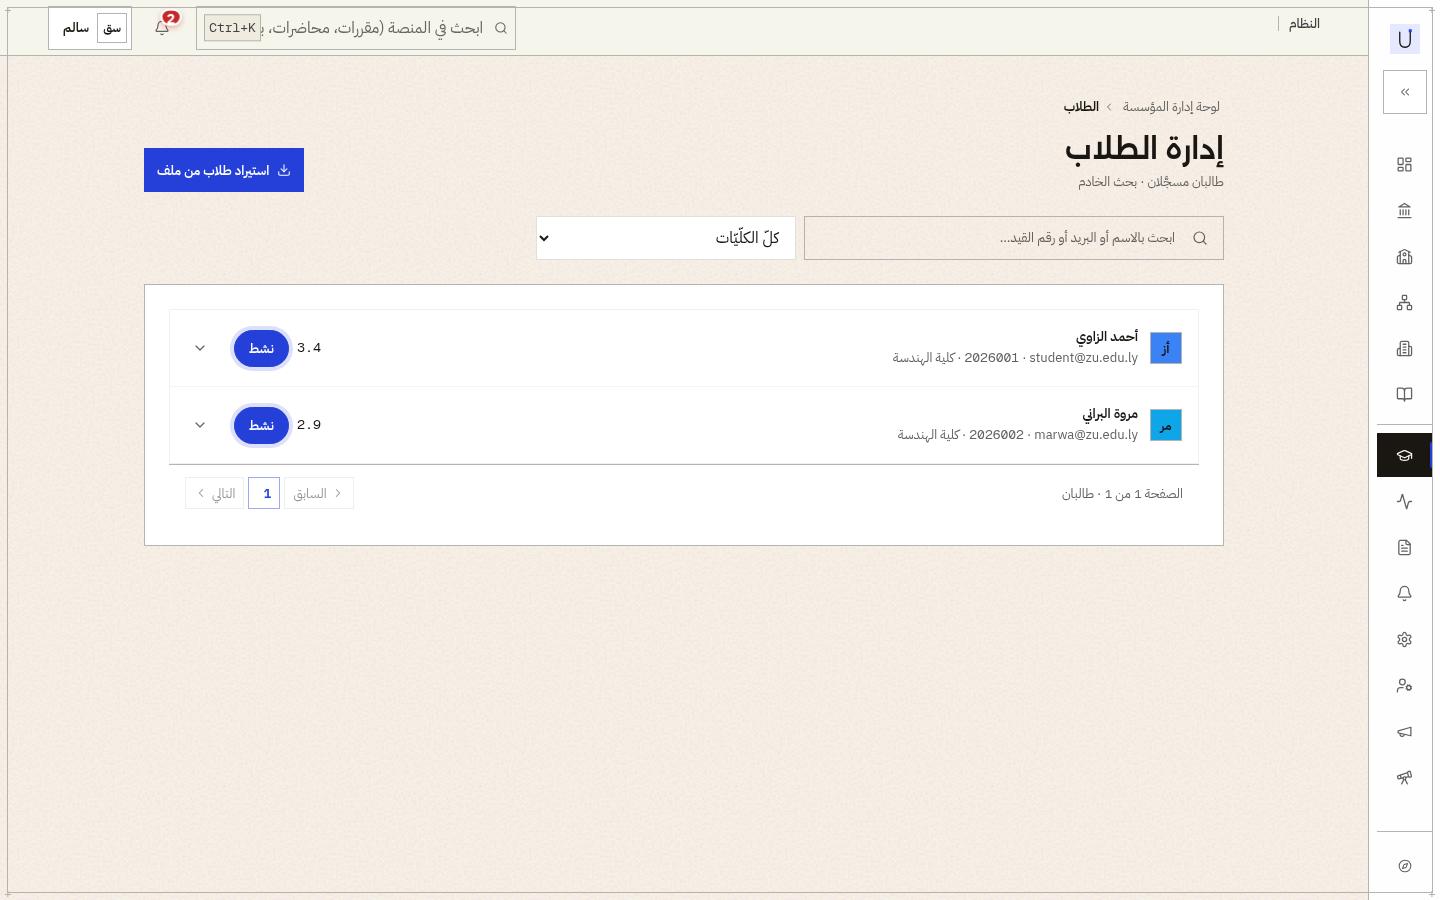 النظام
ابحث في المنصة (مقررات، محاضرات، ب
Ctrl+K
2
سق
سالم
U
لوحة إدارة المؤسسة
الطلاب
إدارة الطلاب
طالبان مسجَّلان · بحث الخادم
استيراد طلاب من ملف
ابحث بالاسم أو البريد أو رقم القيد...
كلّ الكلّيّات
أز
أحمد الزاوي
student@zu.edu.ly · 2026001 · كلية الهندسة
3.4
نشط
مر
مروة البراني
marwa@zu.edu.ly · 2026002 · كلية الهندسة
2.9
نشط
الصفحة 1 من 1 · طالبان
السابق
1
التالي